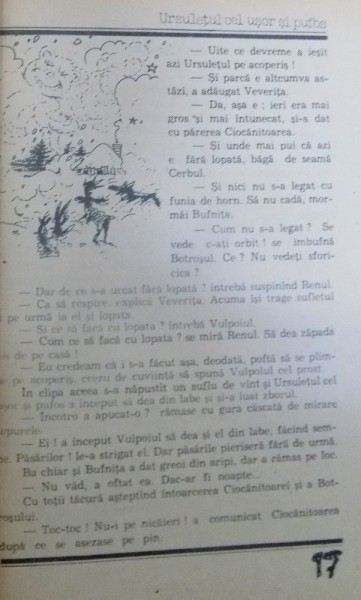 Ursulețul cel ușor și pufos
— Uite ce devreme a ieșit
azi Ursulețul pe acoperiș !
— Și parcă e altcumva as-
tăzi, a adăugat Veverița.
— Da, așa e ; ieri era mai
gros și mai întunecat, și-a dat
cu părerea Ciocănitoarea.
— Și unde mai pui că azi
e fără lopată, băgă de seamă
Cerbul.
— Și nici nu s-a legat cu
funia de horn. Să nu cadă, mor-
măi Bufnița.
— Cum nu s-a legat ? Se
vede c-ați orbit ! se îmbufnă
Botroșul. Ce ? Nu vedeți sfori-
cica ?
— Dar de ce s-a urcat fără lopată ? întrebă suspinînd Renul.
— Ca să respire, explică Veverița. Acuma își trage sufletul
pe urmă ia el și lopata.
— Și ce să facă cu lopata ? întrebă Vulpoiul.
— Cum ce să facă cu lopata ? se miră Renul. Să dea zăpada
de pe casă !
— Eu credeam că i s-a făcut așa, deodată, poftă să se plim-
pe acoperiș, crezu de cuviință să spună Vulpoiul cel prost.
În clipa aceea s-a năpustit un suflu de vînt și Ursulețul cel
ușor și pufos a început să dea din labe și și-a luat zborul.
— Încotro a apucat-o ? rămase cu gura căscată de mirare
epurele.
— Ei ! a început Vulpoiul să dea și el din labe, făcînd sem-
ne. Păsărilor ! le-a strigat el. Dar păsările pieriseră fără de urmă.
Ba chiar și Bufnița a dat greoi din aripi, dar a rămas pe loc.
— Nu văd, a oftat ea. Dac-ar fi noapte...
Cu toții tăcură așteptînd întoarcerea Ciocănitoarei și a Bot-
roșului.
— Toc-toc ! Nu-i pe nicăieri ! a comunicat Ciocănitoarea
după ce se așezase pe pin.
17